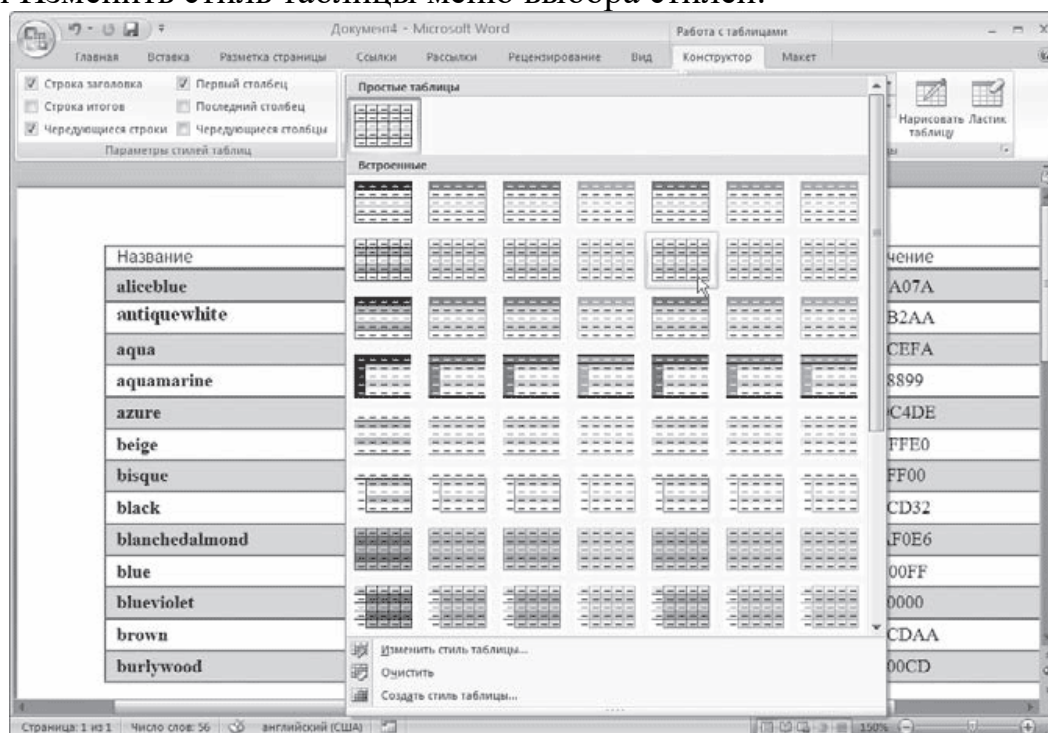 Изменить стиль таблицы меню выбора стилей.
Документ4 - Microsoft Word
Работа с таблицами
Главная Вставка Разметка страницы Ссылки Рассылки Рецензирование Вид Конструктор Макет
Строка заголовка Первый столбец
Строка итогов Последний столбец
Чередующиеся строки Чередующиеся столбцы
Параметры стилей таблиц
Простые таблицы
Встроенные
Нарисовать таблицу
Ластик
Название
чение
aliceblue
A07A
antiquewhite
B2AA
aqua
CEFA
aquamarine
8899
azure
C4DE
beige
FFE0
bisque
FF00
black
CD32
blanchedalmond
F0E6
blue
00FF
blueviolet
0000
brown
CDAA
burlywood
00CD
Изменить стиль таблицы...
Очистить
Создать стиль таблицы...
Страница: 1 из 1 Число слов: 56 английский (США) 150%